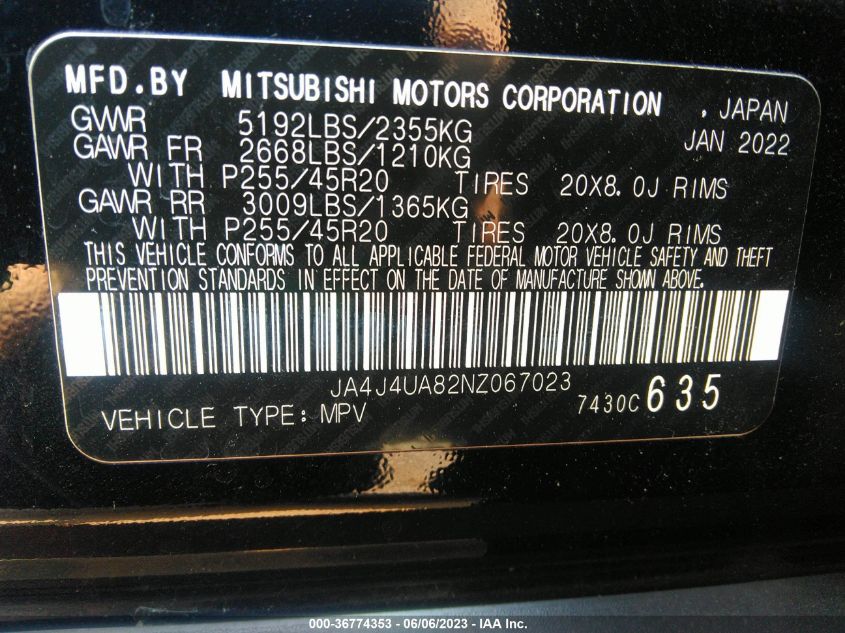 MFD.BY MITSUBISHI MOTORS CORPORATION , JAPAN
GVWR 5192LBS/2355KG JAN 2022
GAWR FR 2668LBS/1210KG
WITH P255/45R20 TIRES 20X8.0J RIMS
GAWR RR 3009LBS/1365KG
WITH P255/45R20 TIRES 20X8.0J RIMS
THIS VEHICLE CONFORMS TO ALL APPLICABLE FEDERAL MOTOR VEHICLE SAFETY AND THEFT
PREVENTION STANDARDS IN EFFECT ON THE DATE OF MANUFACTURE SHOWN ABOVE.
JA4J4UA82NZ067023
VEHICLE TYPE: MPV 7430C 635
000-36774353 - 06/06/2023 - © IAA Inc.